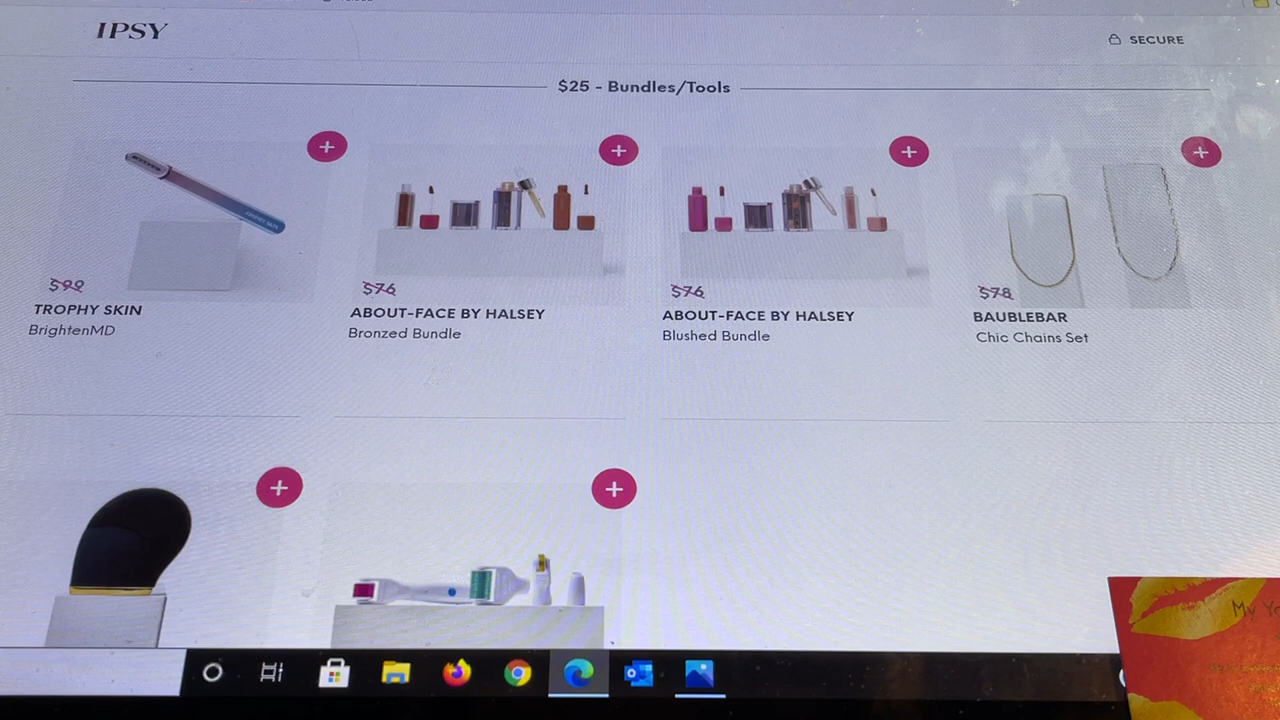 IPSY
SECURE
$25 - Bundles/Tools
$99
TROPHY SKIN
BrightenMD
$76
ABOUT-FACE BY HALSEY
Bronzed Bundle
$76
ABOUT-FACE BY HALSEY
Blushed Bundle
$78
BAUBLEBAR
Chic Chains Set
My